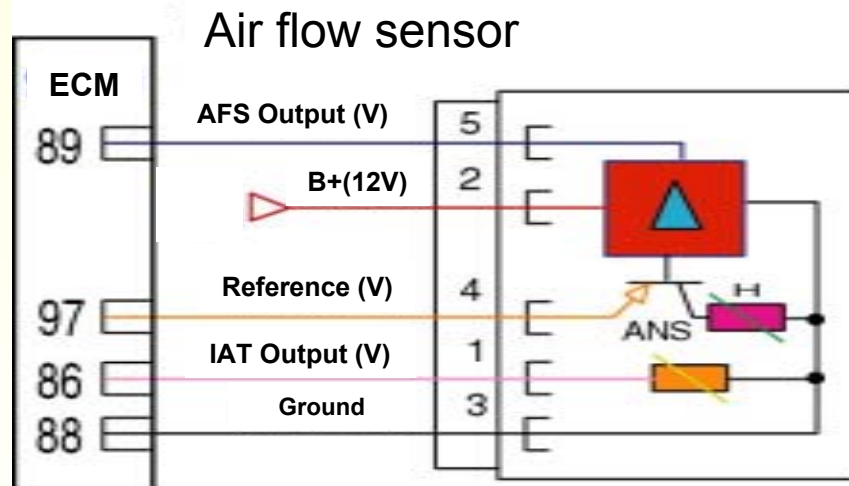 Air flow sensor
ECM
AFS Output (V)
89
5
B+(12V)
2
Reference (V)
97
4
H
ANS
IAT Output (V)
86
1
Ground
88
3